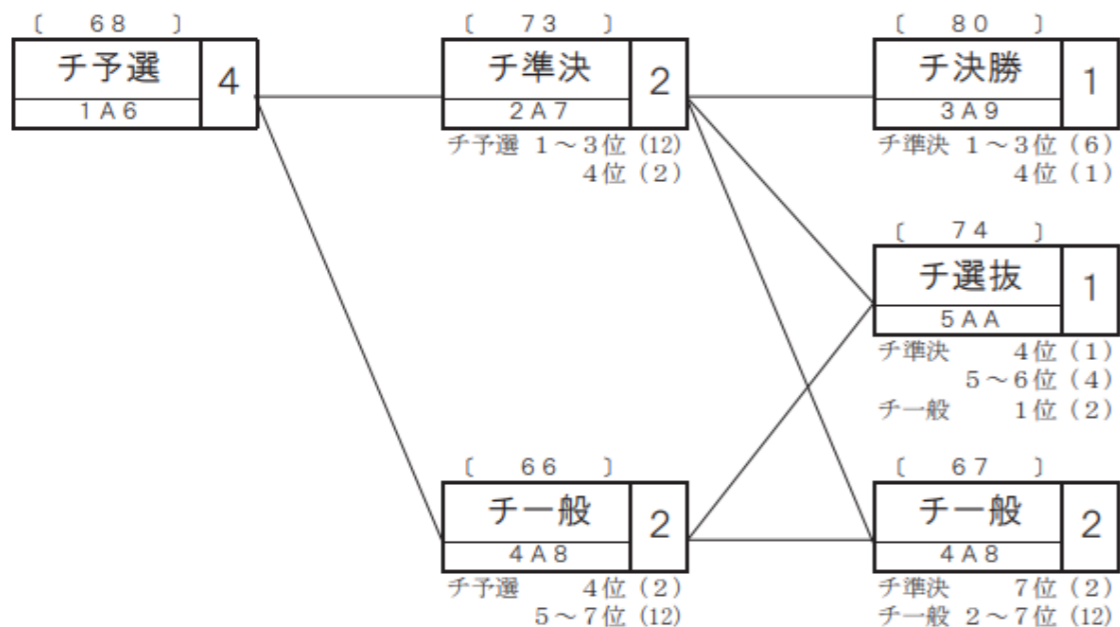 〔 68 〕
チ予選 4
1A6
〔 73 〕
チ準決 2
2A7
チ予選 1～3位 (12)
4位 (2)
〔 80 〕
チ決勝 1
3A9
チ準決 1～3位 (6)
4位 (1)
〔 74 〕
チ選抜 1
5AA
チ準決 4位 (1)
5～6位 (4)
チ一般 1位 (2)
〔 66 〕
チ一般 2
4A8
チ予選 4位 (2)
5～7位 (12)
〔 67 〕
チ一般 2
4A8
チ準決 7位 (2)
チ一般 2～7位 (12)